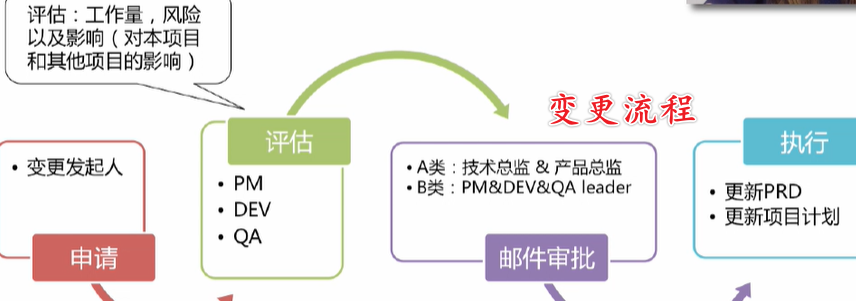 评估：工作量，风险
以及影响（对本项目
和其他项目的影响）
变更流程
• 变更发起人
申请
评估
• PM
• DEV
• QA
• A类：技术总监 & 产品总监
• B类：PM&DEV&QA leader
邮件审批
执行
• 更新PRD
• 更新项目计划